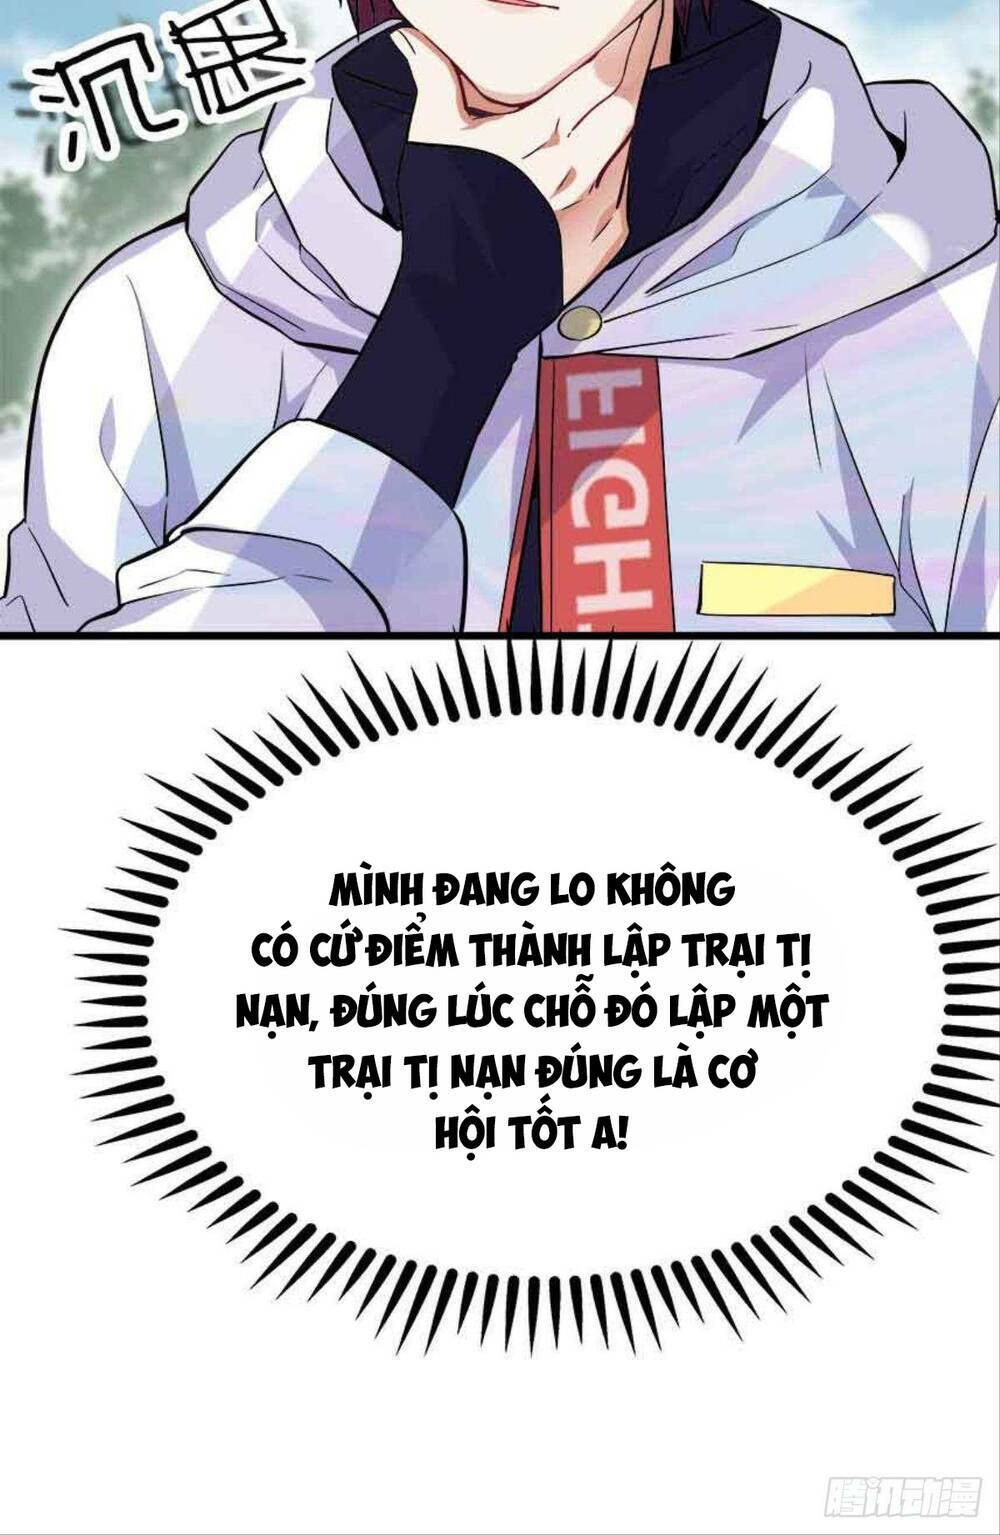 沉思
EIGH
MÌNH ĐANG LO KHÔNG
CÓ CỨ ĐIỂM THÀNH LẬP TRẠI TỊ
NẠN, ĐÚNG LÚC CHỖ ĐÓ LẬP MỘT
TRẠI TỊ NẠN ĐÚNG LÀ CƠ
HỘI TỐT A!
腾讯动漫